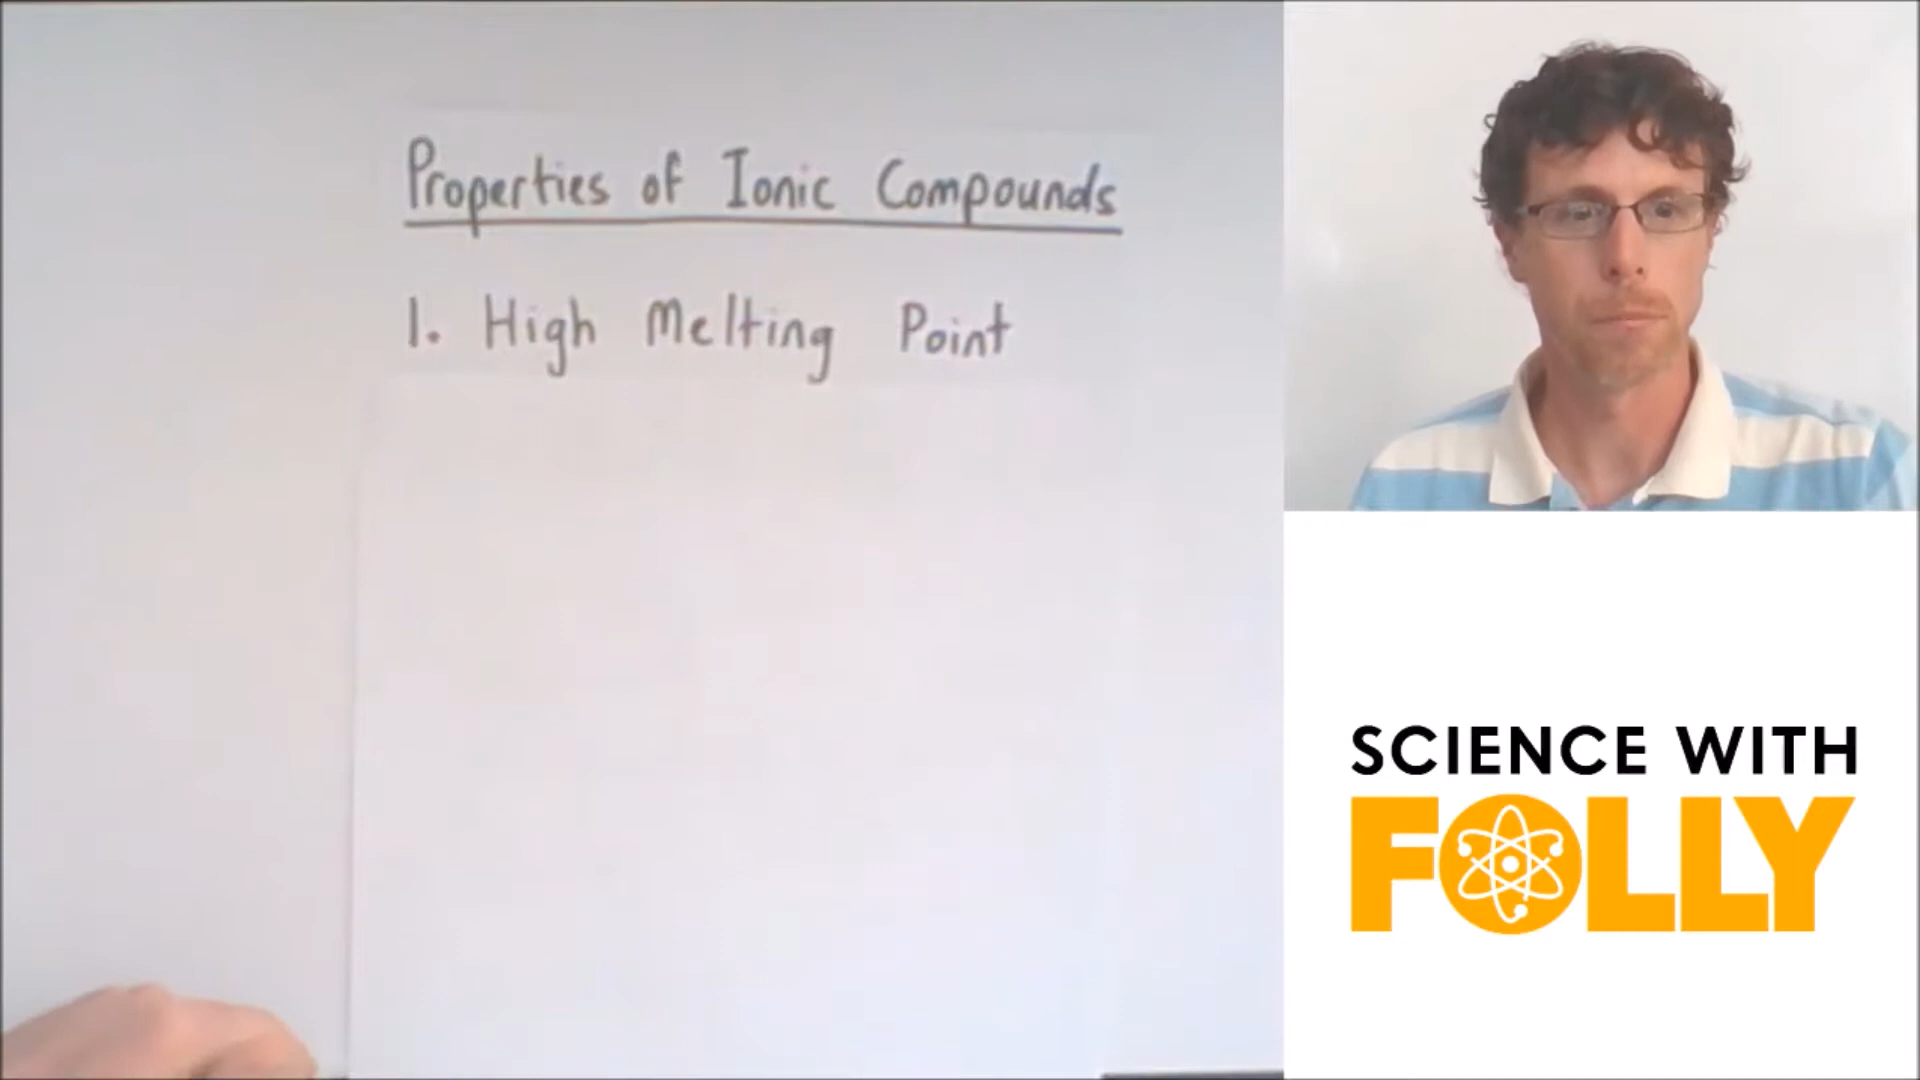 Properties of Ionic Compounds
1. High Melting Point
SCIENCE WITH
FOLLY